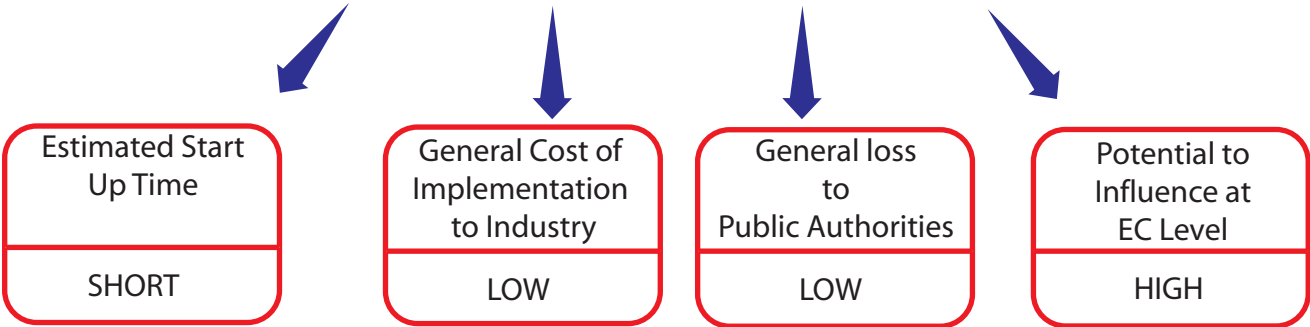 Estimated Start
Up Time
SHORT
General Cost of
Implementation
to Industry
LOW
General loss
to
Public Authorities
LOW
Potential to
Influence at
EC Level
HIGH